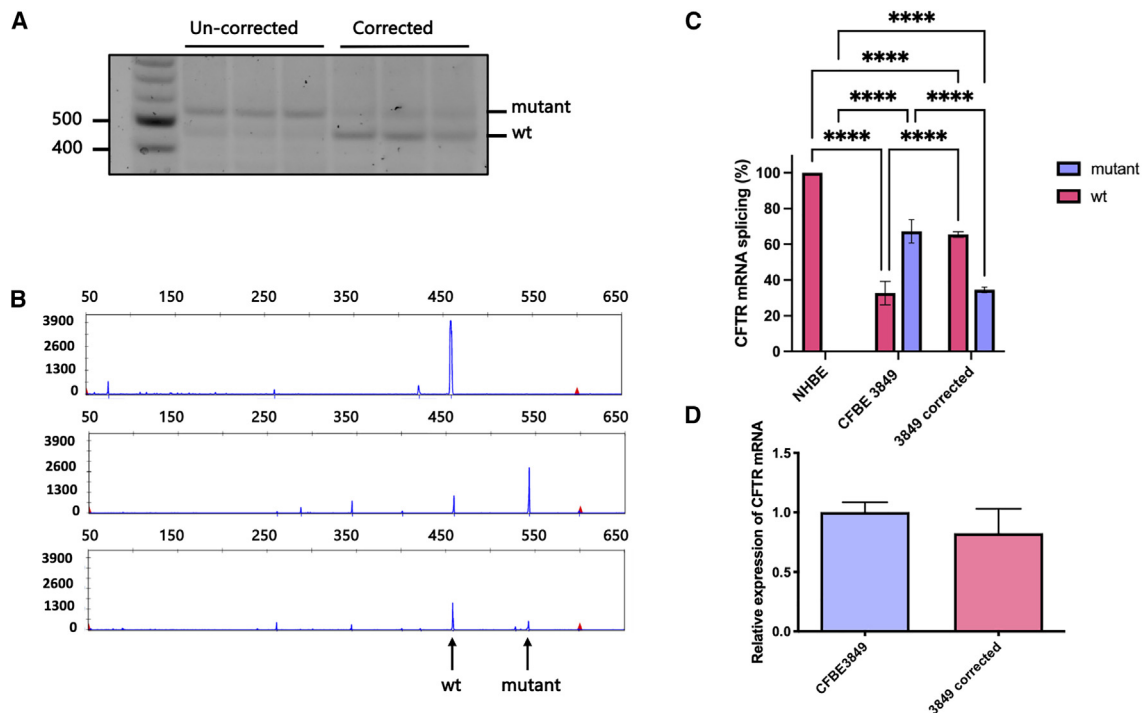 A
Un-corrected Corrected
500
400
mutant
wt
B
50 150 250 350 450 550 650
3900
2600
1300
0
50 150 250 350 450 550 650
3900
2600
1300
0
50 150 250 350 450 550 650
3900
2600
1300
0
wt mutant
C
****
****
**** ****
**** ****
CFTR mRNA splicing (%)
100
80
60
40
20
0
NHBE CFBE 3849 3849 corrected
mutant
wt
D
Relative expression of CFTR mRNA
1.5
1.0
0.5
0.0
CFBE3849 3849 corrected